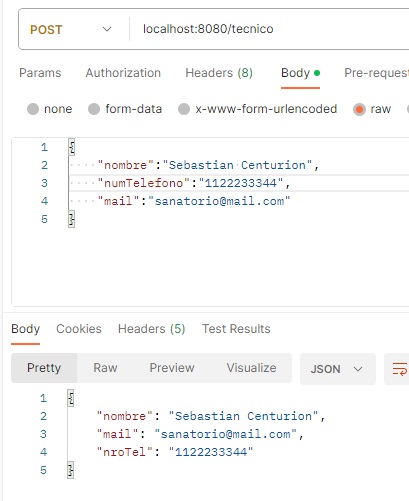 POST localhost:8080/tecnico
Params Authorization Headers (8) Body Pre-request
none form-data x-www-form-urlencoded raw
1 {
2 "nombre":"Sebastian Centurion",
3 "numTelefono":"1122233344",
4 "mail":"sanatorio@mail.com"
5 }
Body Cookies Headers (5) Test Results
Pretty Raw Preview Visualize JSON
1 {
2 "nombre": "Sebastian Centurion",
3 "mail": "sanatorio@mail.com",
4 "nroTel": "1122233344"
5 }